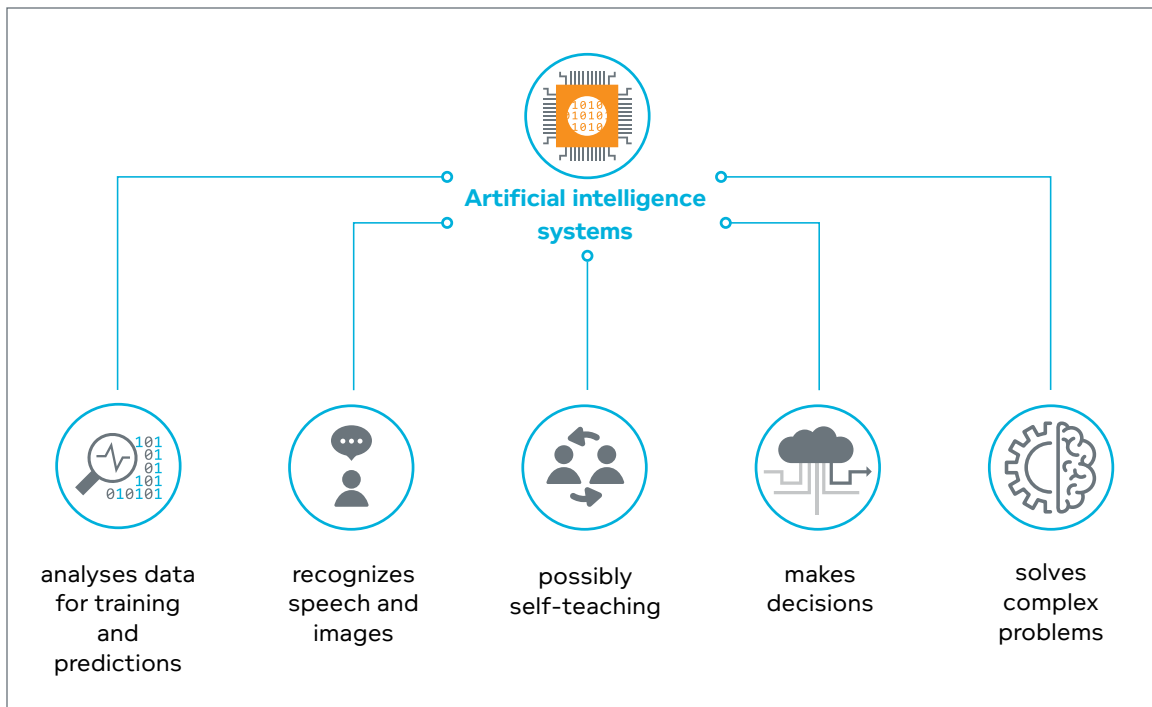 1010
010101
1010
Artificial intelligence
systems
101
01
01
101
010101
analyses data
for training
and
predictions
recognizes
speech and
images
possibly
self-teaching
makes
decisions
solves
complex
problems